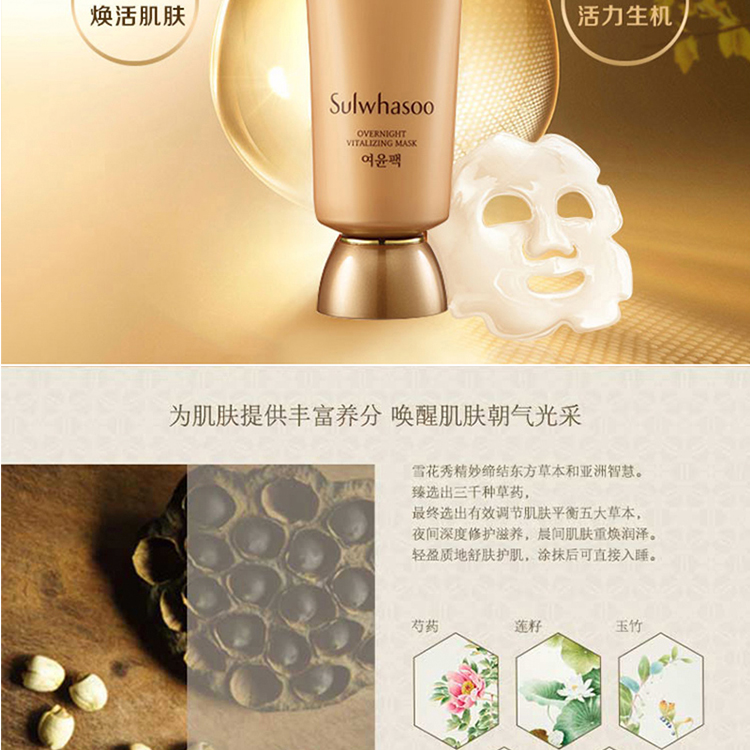 焕活肌肤
活力生机
Sulwhasoo
OVERNIGHT
VITALIZING MASK
여윤팩
为肌肤提供丰富养分 唤醒肌肤朝气光采
雪花秀精妙缔结东方草本和亚洲智慧。
臻选出三千种草药,
最终选出有效调节肌肤平衡五大草本,
夜间深度修护滋养，晨间肌肤重焕润泽。
轻盈质地舒肤护肌，涂抹后可直接入睡。
芍药
莲籽
玉竹